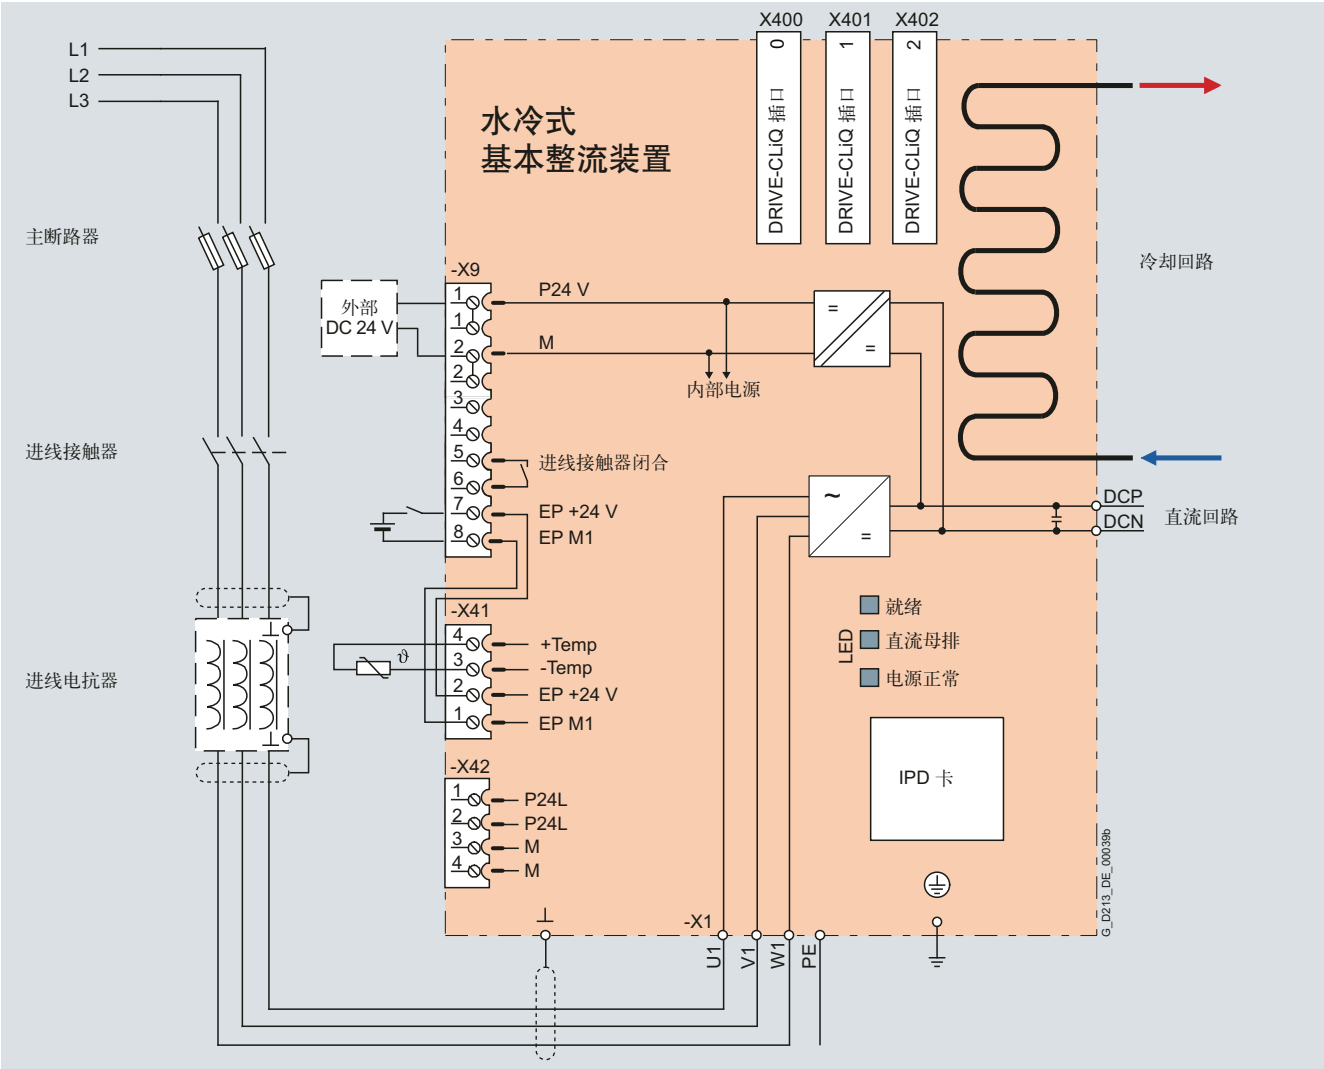 X400
X401
X402
0
1
2
DRIVE-CLiQ 插口
DRIVE-CLiQ 插口
DRIVE-CLiQ 插口
L1
L2
L3
水冷式
基本整流装置
主断路器
冷却回路
-X9
外部
DC 24 V
1
1
2
2
3
4
5
6
7
8
P24 V
M
=
=
内部电源
进线接触器
进线接触器闭合
EP +24 V
EP M1
~
=
DCP
DCN
直流回路
LED
就绪
直流母排
电源正常
-X41
4
3
2
1
ϑ
+Temp
-Temp
EP +24 V
EP M1
进线电抗器
-X42
1
2
3
4
P24L
P24L
M
M
IPD 卡
G_D213_DE_00039b
-X1
U1
V1
W1
PE